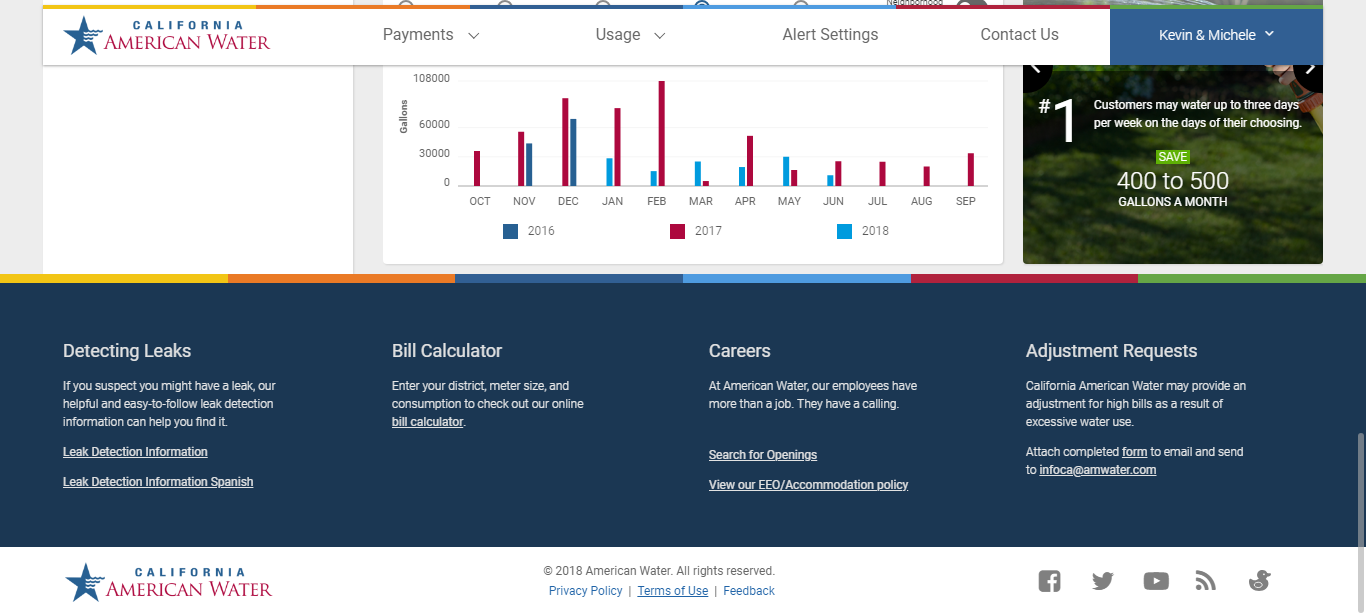 Neighborhood
CALIFORNIA
AMERICAN WATER
Payments
Usage
Alert Settings
Contact Us
Kevin & Michele
Gallons
108000
60000
30000
0
OCT NOV DEC JAN FEB MAR APR MAY JUN JUL AUG SEP
2016 2017 2018
#1
Customers may water up to three days
per week on the days of their choosing.
SAVE
400 to 500
GALLONS A MONTH
Detecting Leaks
If you suspect you might have a leak, our
helpful and easy-to-follow leak detection
information can help you find it.
Leak Detection Information
Leak Detection Information Spanish
Bill Calculator
Enter your district, meter size, and
consumption to check out our online
bill calculator.
Careers
At American Water, our employees have
more than a job. They have a calling.
Search for Openings
View our EEO/Accommodation policy
Adjustment Requests
California American Water may provide an
adjustment for high bills as a result of
excessive water use.
Attach completed form to email and send
to infoca@amwater.com
CALIFORNIA
AMERICAN WATER
© 2018 American Water. All rights reserved.
Privacy Policy | Terms of Use | Feedback